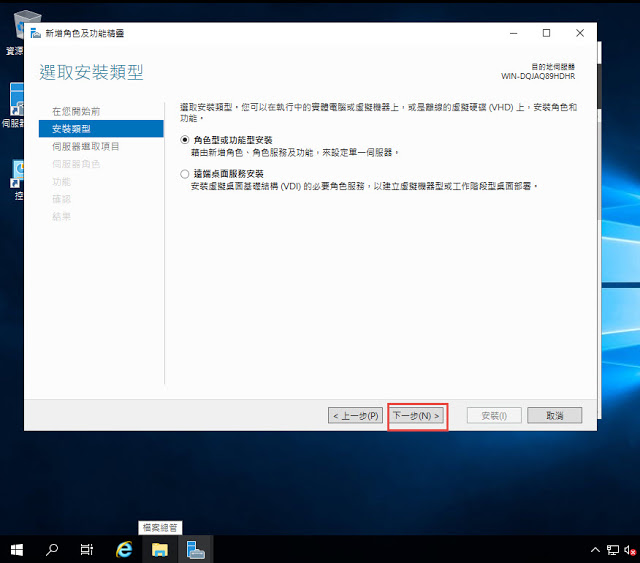 資源
新增角色及功能精靈
選取安裝類型
目的地伺服器
WIN-DQJAQ89HDHR
伺服器
控
在您開始前
安裝類型
伺服器選取項目
伺服器角色
功能
確認
結果
選取安裝類型。您可以在執行中的實體電腦或虛擬機器上，或是離線的虛擬硬碟 (VHD) 上，安裝角色和
功能。
角色型或功能型安裝
藉由新增角色、角色服務及功能，來設定單一伺服器。
遠端桌面服務安裝
安裝虛擬桌面基礎結構 (VDI) 的必要角色服務，以建立虛擬機器型或工作階段型桌面部署。
< 上一步(P)
下一步(N) >
安裝(I)
取消
檔案總管